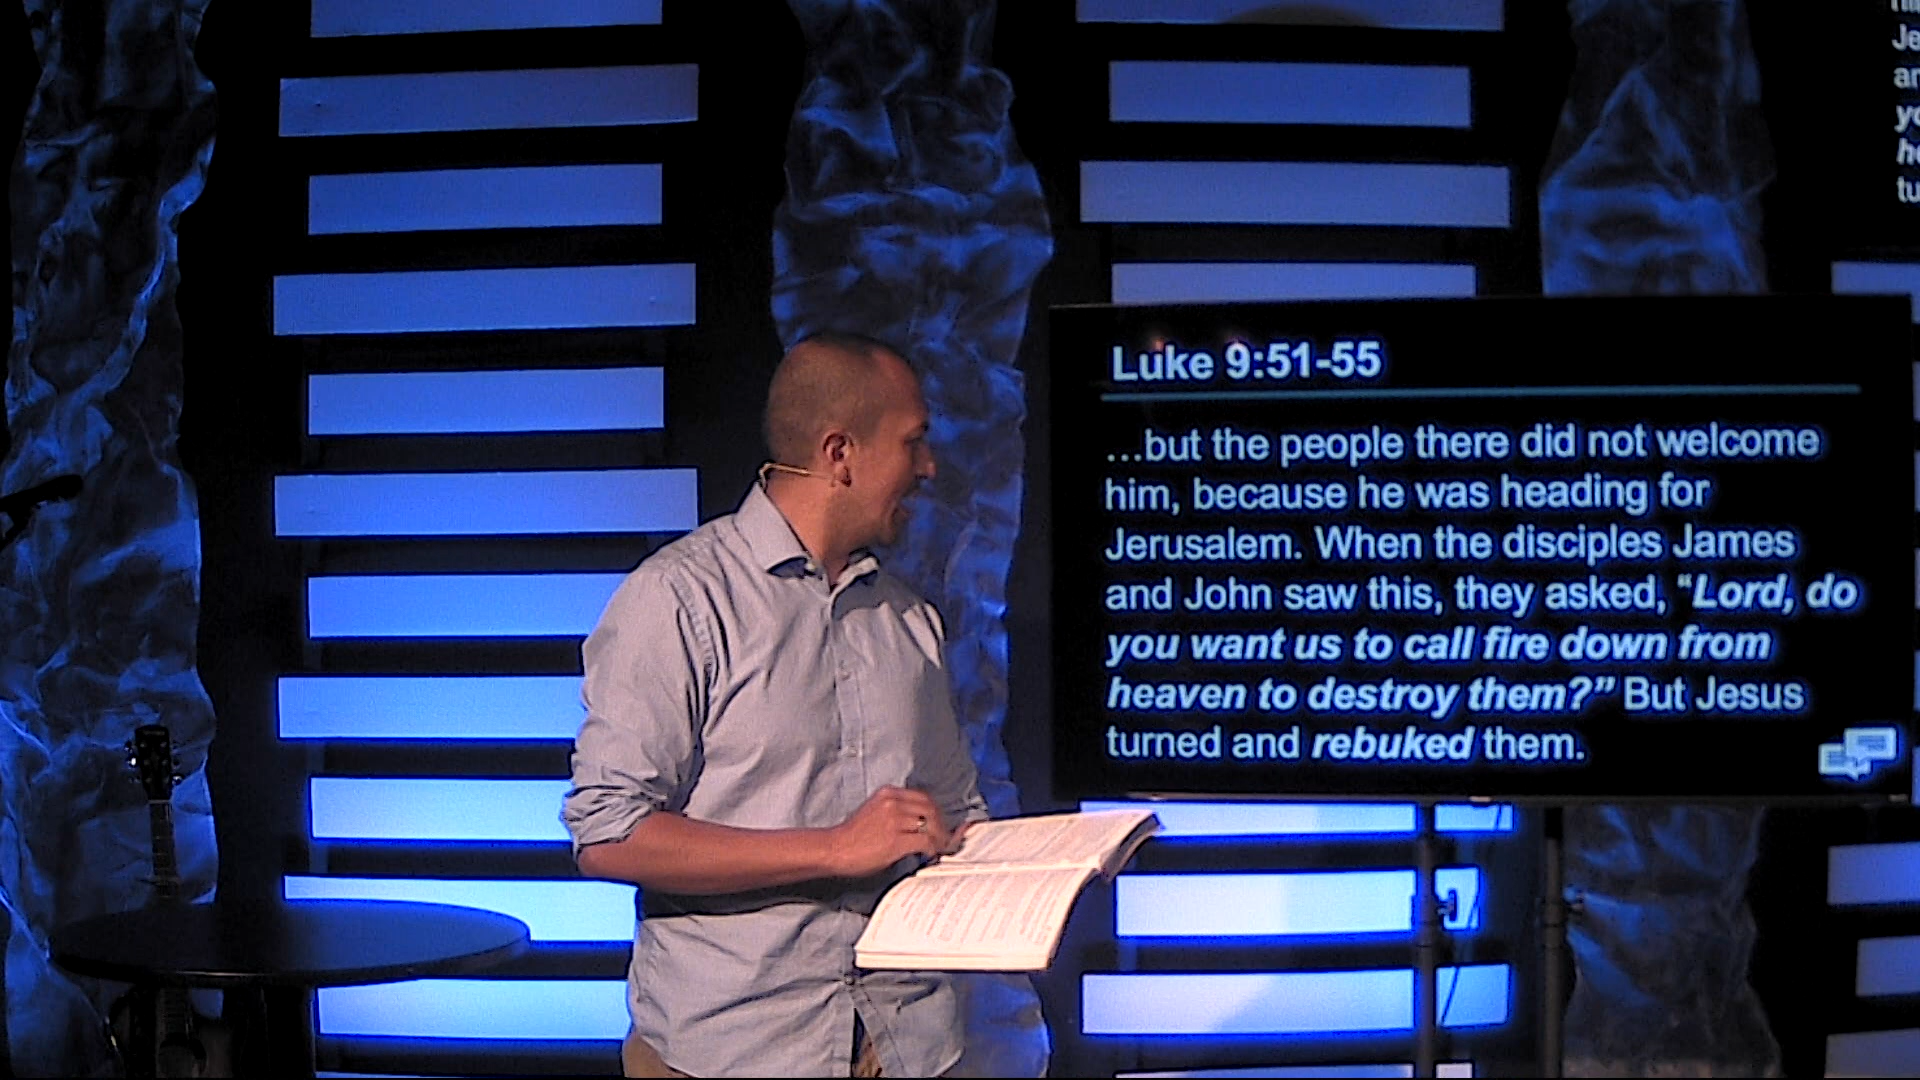 Luke 9:51-55
…but the people there did not welcome
him, because he was heading for
Jerusalem. When the disciples James
and John saw this, they asked, “Lord, do
you want us to call fire down from
heaven to destroy them?” But Jesus
turned and rebuked them.